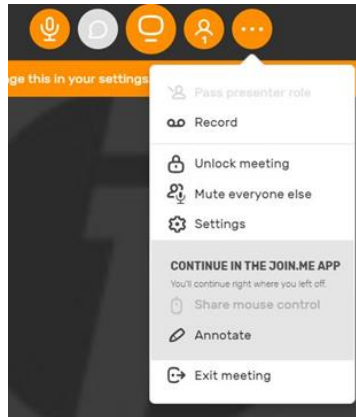 1
ge this in your settings
Pass presenter role
Record
Unlock meeting
Mute everyone else
Settings
CONTINUE IN THE JOIN.ME APP
You'll continue right where you left off.
Share mouse control
Annotate
Exit meeting